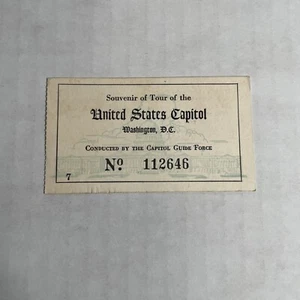 Souvenir of Tour of the
United States Capitol
Washington, D.C.
Conducted by the Capitol Guide Force
No. 112646
7